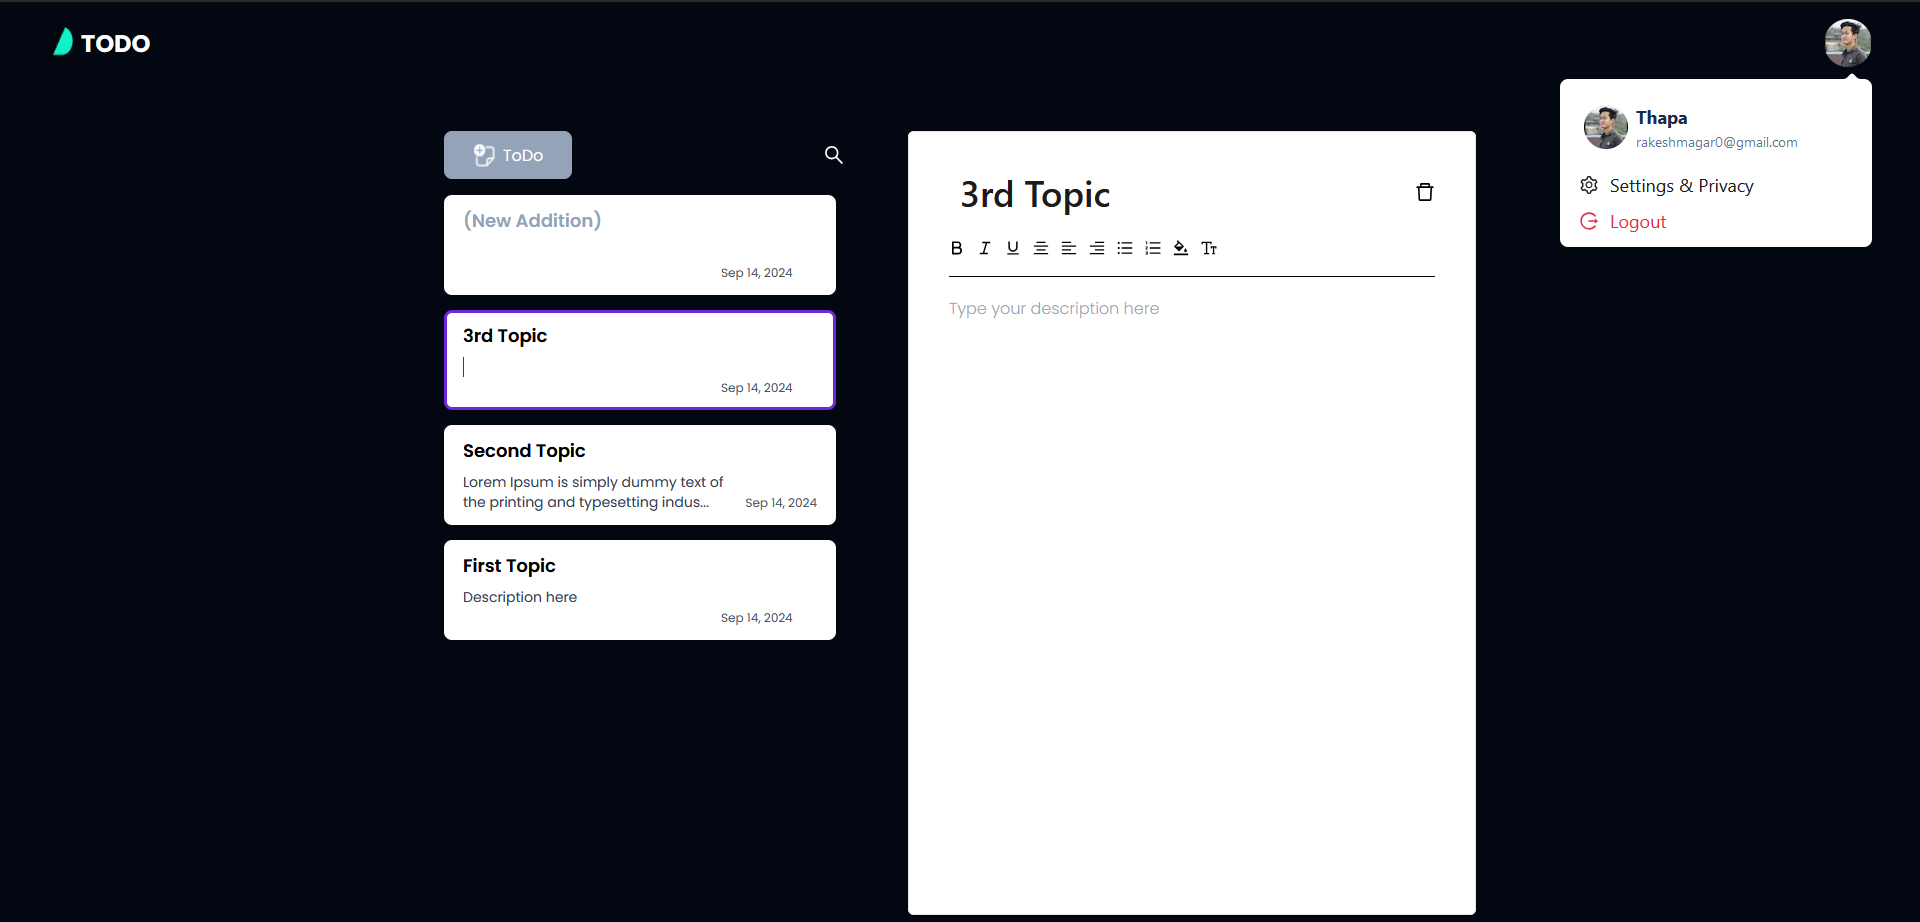 TODO
Thapa
rakeshmagar0@gmail.com
Settings & Privacy
Logout
ToDo
(New Addition)
Sep 14, 2024
3rd Topic
Sep 14, 2024
Second Topic
Lorem Ipsum is simply dummy text of
the printing and typesetting indus...
Sep 14, 2024
First Topic
Description here
Sep 14, 2024
3rd Topic
B I U Tт
Type your description here